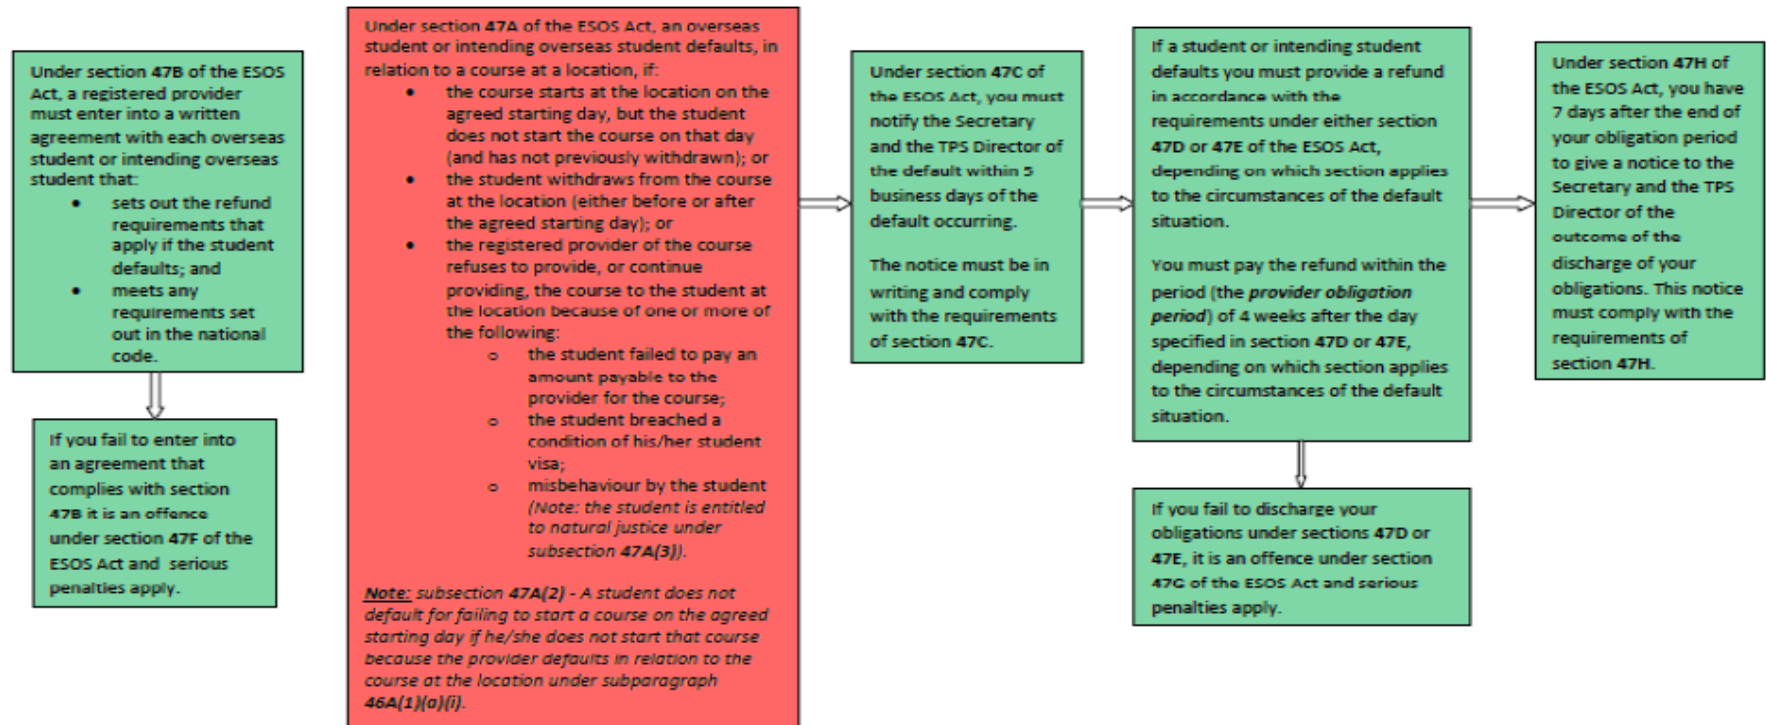 Under section 47B of the ESOS
Act, a registered provider
must enter into a written
agreement with each overseas
student or intending overseas
student that:
• sets out the refund
requirements that
apply if the student
defaults; and
• meets any
requirements set
out in the national
code.
If you fail to enter into
an agreement that
complies with section
47B it is an offence
under section 47F of the
ESOS Act and serious
penalties apply.
Under section 47A of the ESOS Act, an overseas
student or intending overseas student defaults, in
relation to a course at a location, if:
• the course starts at the location on the
agreed starting day, but the student
does not start the course on that day
(and has not previously withdrawn); or
• the student withdraws from the course
at the location (either before or after
the agreed starting day); or
• the registered provider of the course
refuses to provide, or continue
providing, the course to the student at
the location because of one or more of
the following:
o the student failed to pay an
amount payable to the
provider for the course;
o the student breached a
condition of his/her student
visa;
o misbehaviour by the student
(Note: the student is entitled
to natural justice under
subsection 47A(3)).
Note: subsection 47A(2) - A student does not
default for failing to start a course on the agreed
starting day if he/she does not start that course
because the provider defaults in relation to the
course at the location under subparagraph
46A(1)(a)(i).
Under section 47C of
the ESOS Act, you must
notify the Secretary
and the TPS Director of
the default within 5
business days of the
default occurring.
The notice must be in
writing and comply
with the requirements
of section 47C.
If a student or intending student
defaults you must provide a refund
in accordance with the
requirements under either section
47D or 47E of the ESOS Act,
depending on which section applies
to the circumstances of the default
situation.
You must pay the refund within the
period (the provider obligation
period) of 4 weeks after the day
specified in section 47D or 47E,
depending on which section applies
to the circumstances of the default
situation.
If you fail to discharge your
obligations under sections 47D or
47E, it is an offence under section
47G of the ESOS Act and serious
penalties apply.
Under section 47H of
the ESOS Act, you have
7 days after the end of
your obligation period
to give a notice to the
Secretary and the TPS
Director of the
outcome of the
discharge of your
obligations. This notice
must comply with the
requirements of
section 47H.